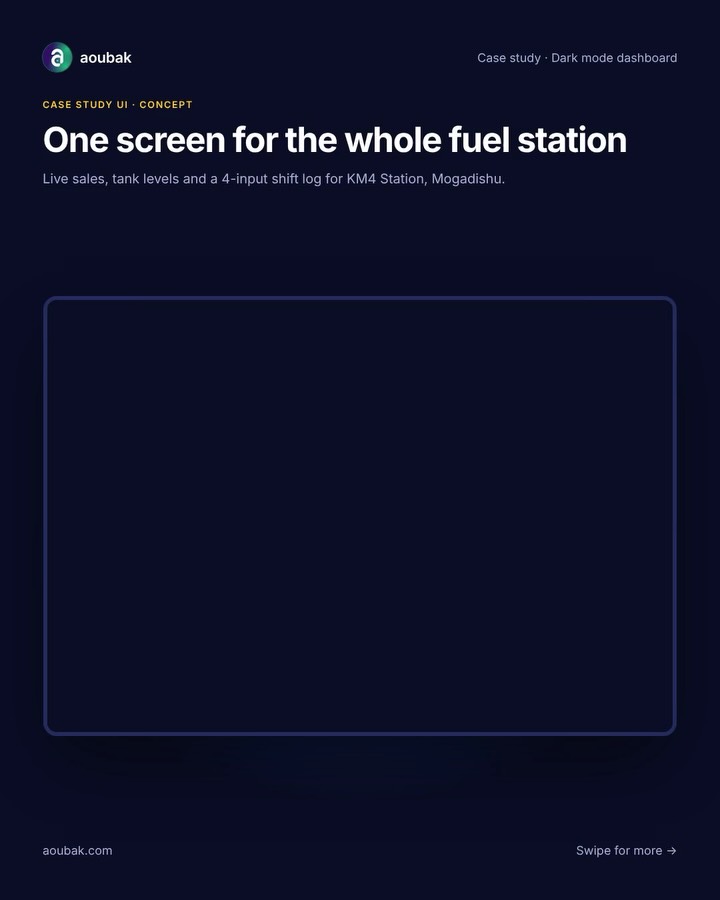 aoubak
Case study · Dark mode dashboard
CASE STUDY UI · CONCEPT
One screen for the whole fuel station
Live sales, tank levels and a 4-input shift log for KM4 Station, Mogadishu.
aoubak.com
Swipe for more →